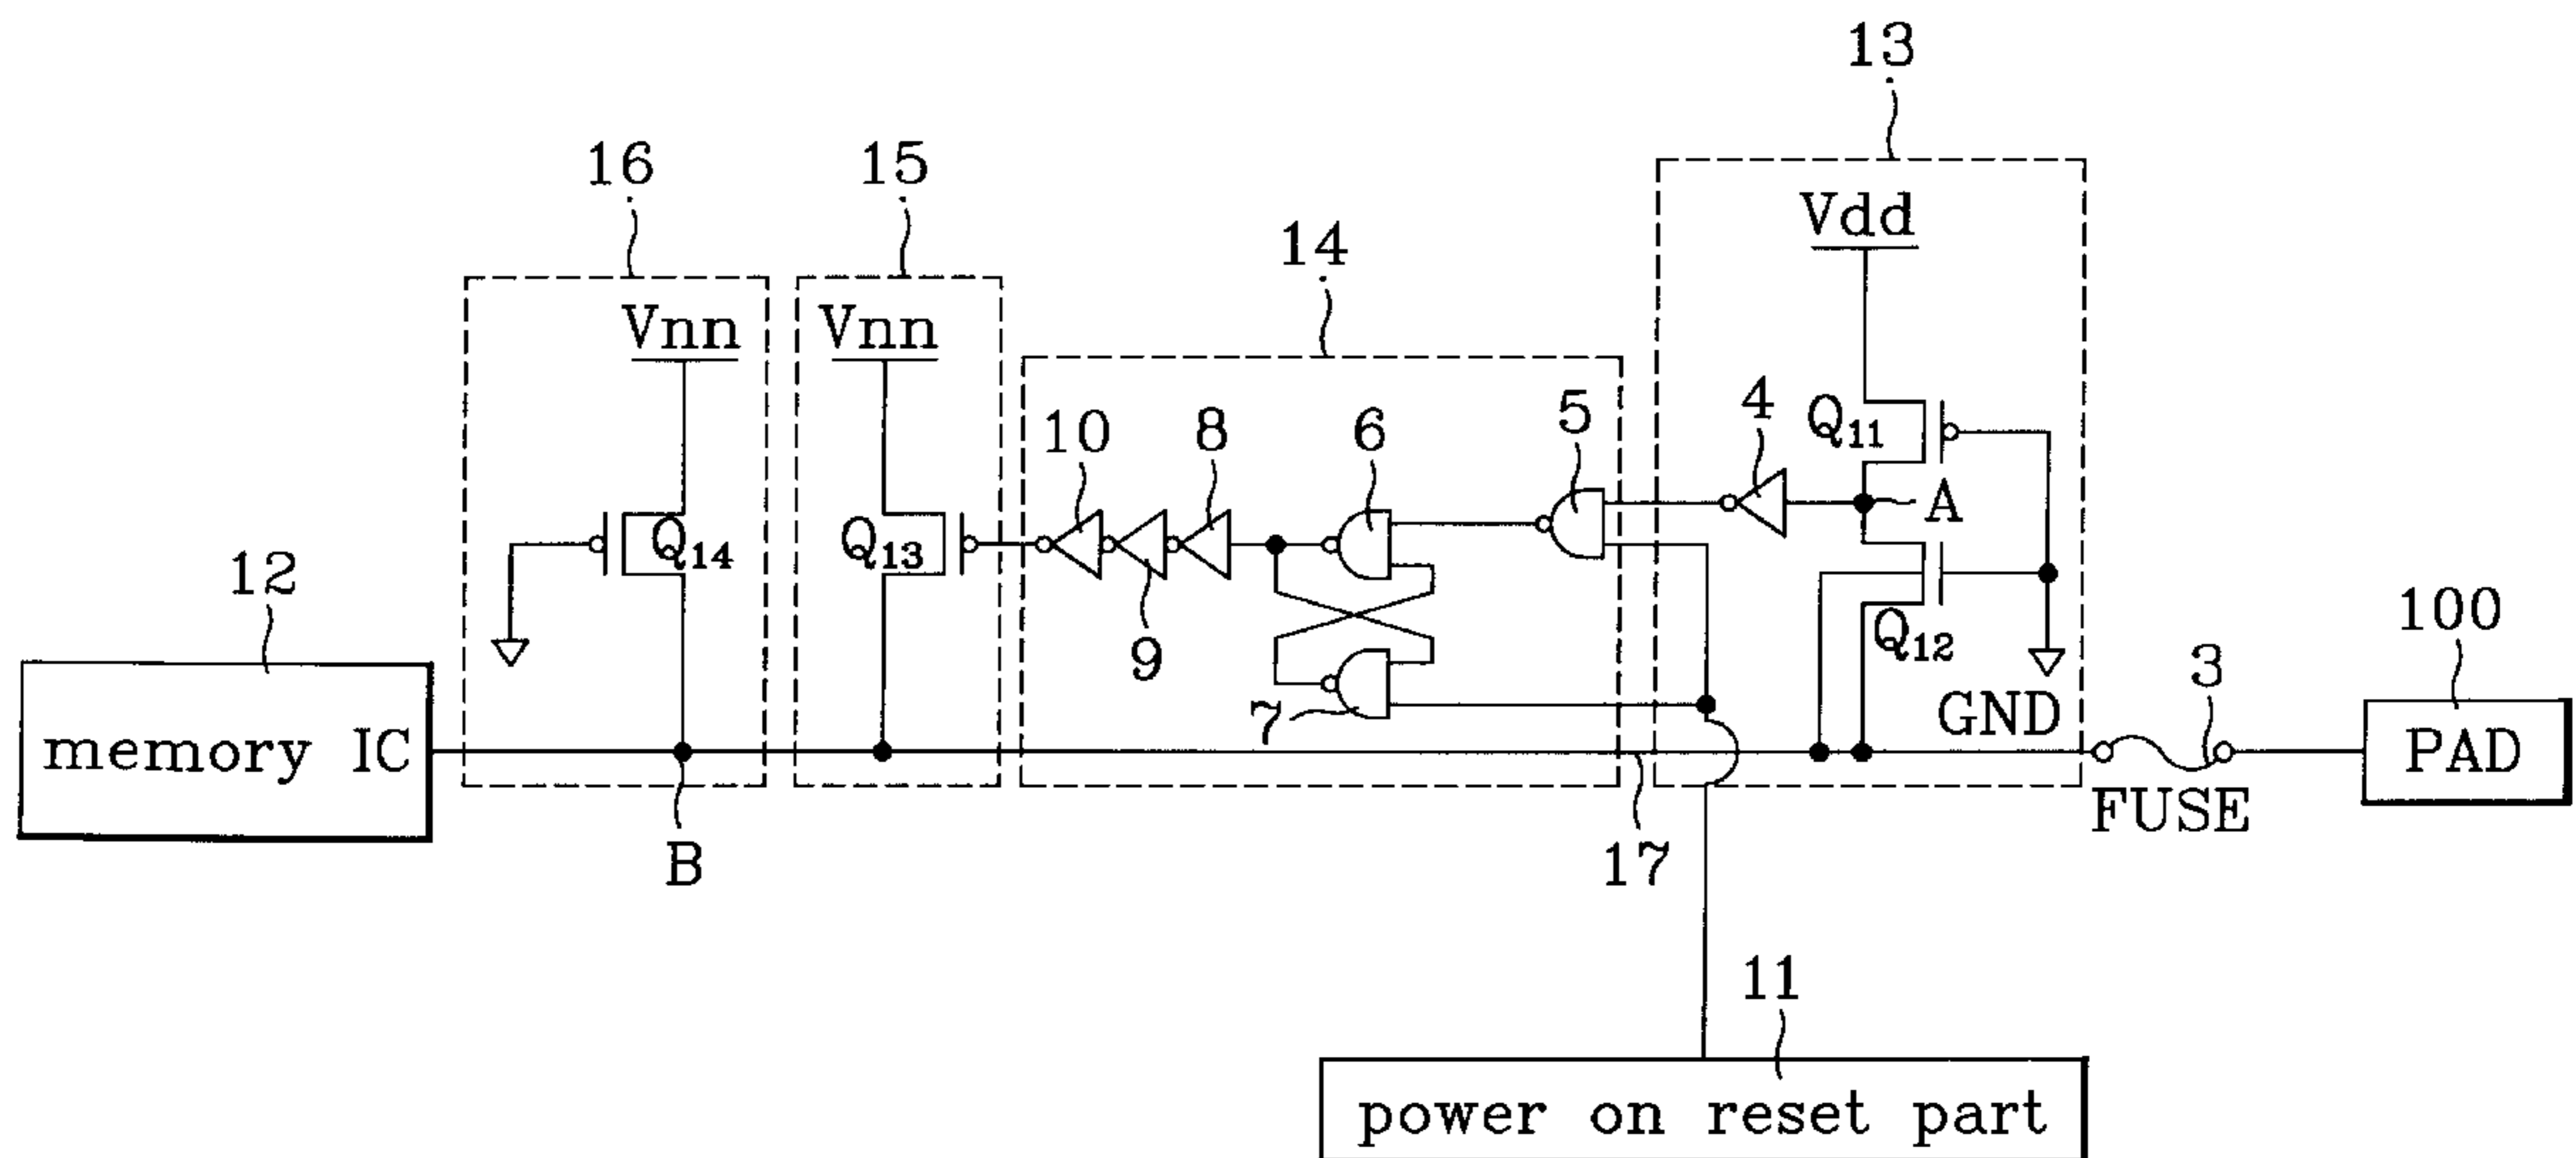 13
16
15
14
Vdd
Vnn
Vnn
10
8
6
5
4
Q11
A
Q14
Q13
12
9
Q12
100
7
GND
3
memory IC
PAD
FUSE
B
17
11
power on reset part